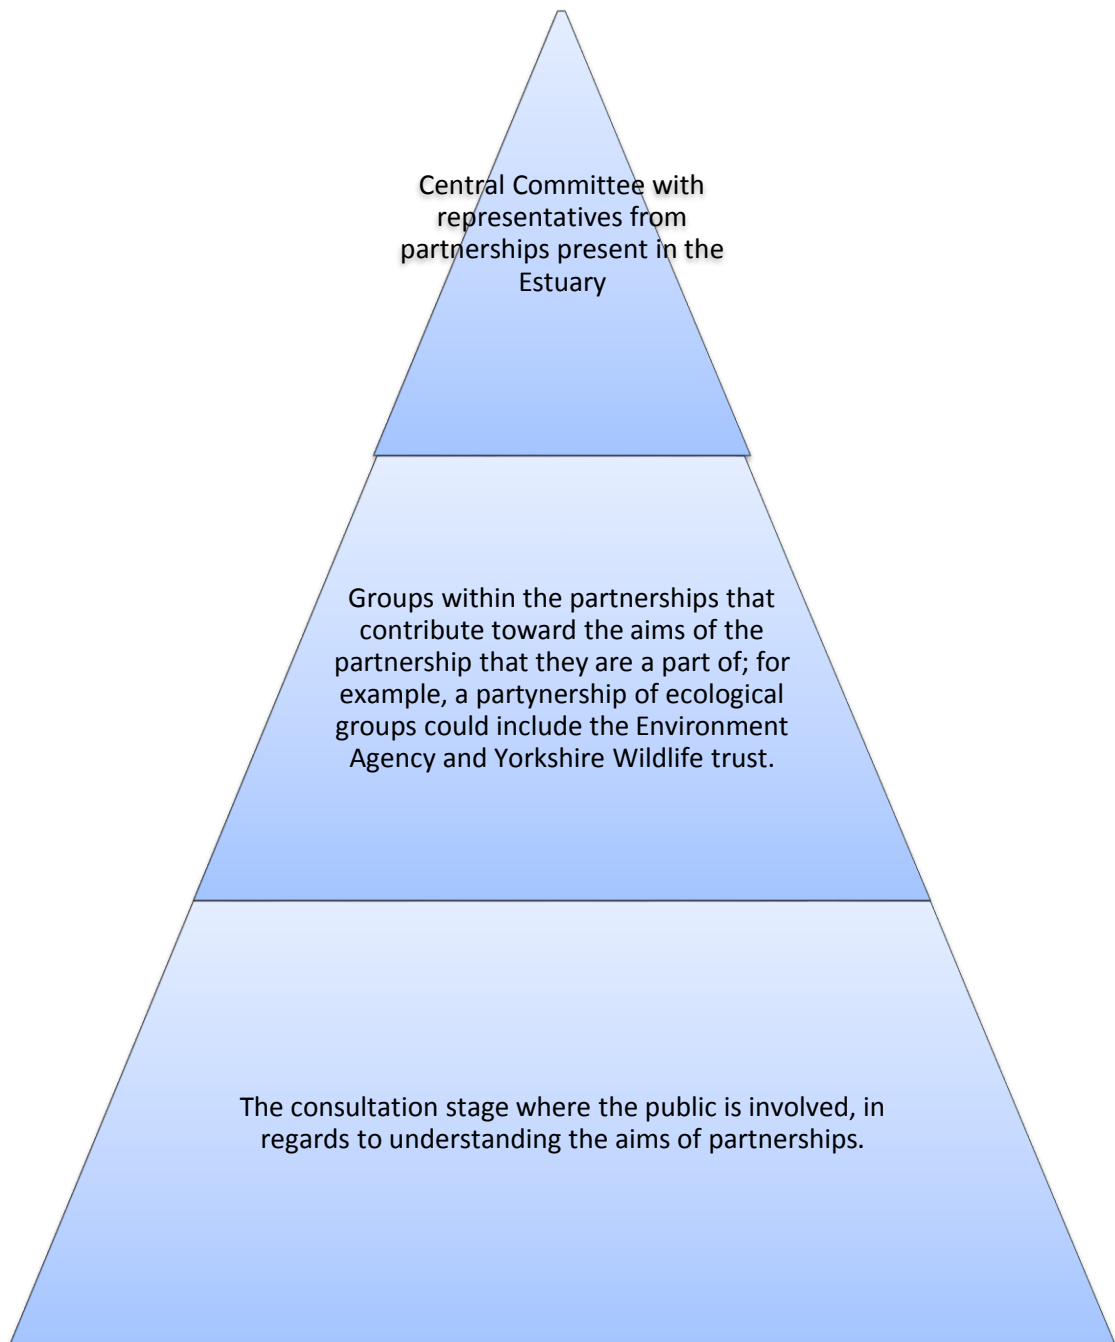 Central Committee with
representatives from
partnerships present in the
Estuary
Groups within the partnerships that
contribute toward the aims of the
partnership that they are a part of; for
example, a partynership of ecological
groups could include the Environment
Agency and Yorkshire Wildlife trust.
The consultation stage where the public is involved, in
regards to understanding the aims of partnerships.